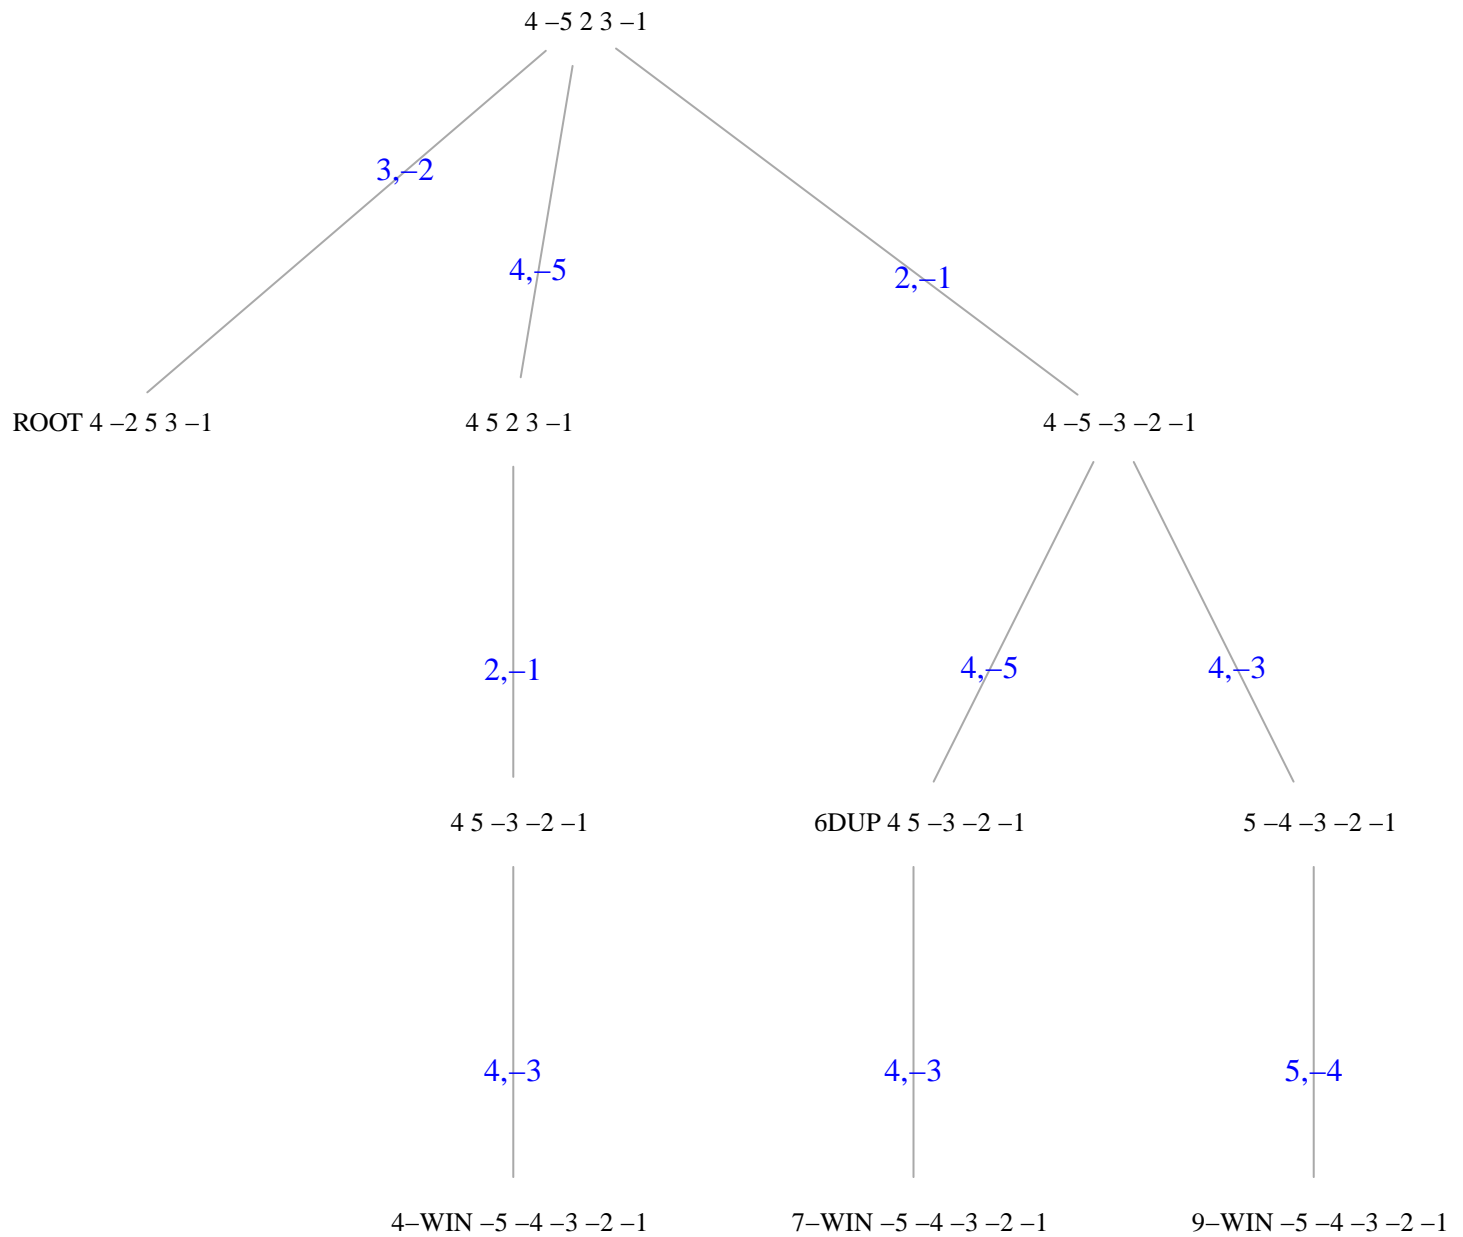 4 –5 2 3 –1
3,–2
4,–5
2,–1
ROOT 4 –2 5 3 –1
4 5 2 3 –1
4 –5 –3 –2 –1
2,–1
4,–5
4,–3
4 5 –3 –2 –1
6DUP 4 5 –3 –2 –1
5 –4 –3 –2 –1
4,–3
4,–3
5,–4
4–WIN –5 –4 –3 –2 –1
7–WIN –5 –4 –3 –2 –1
9–WIN –5 –4 –3 –2 –1